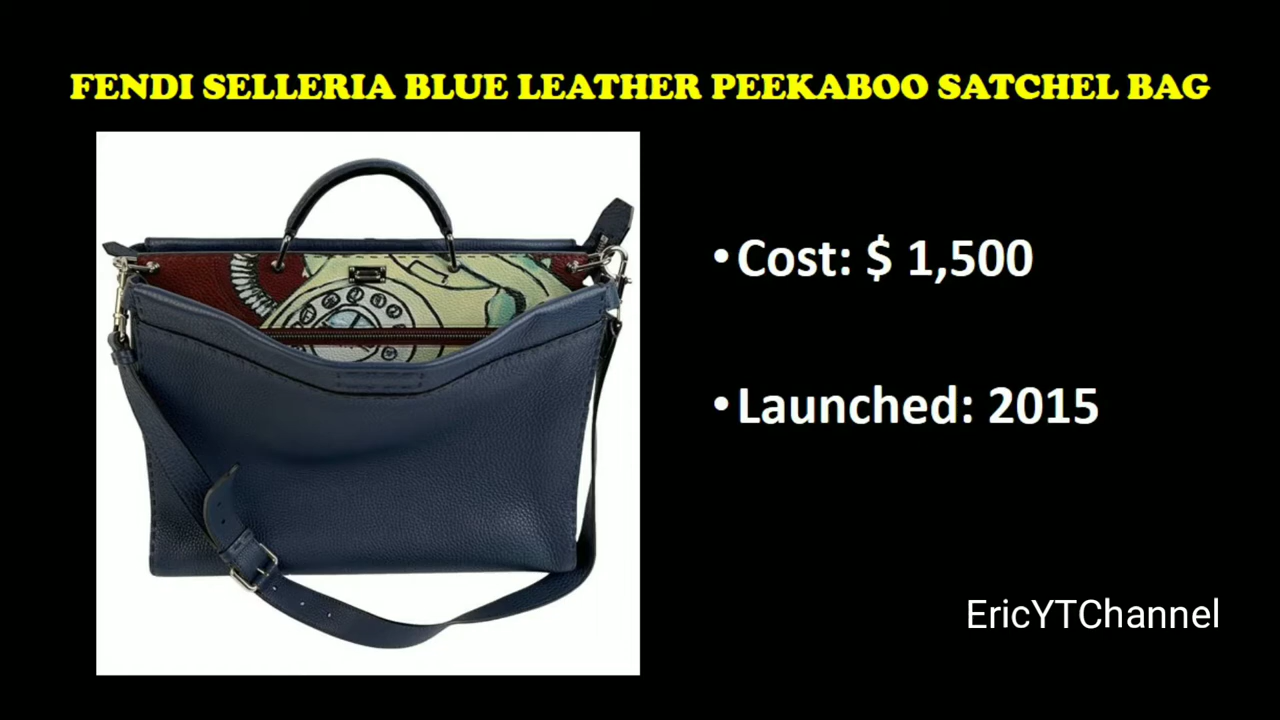 FENDI SELLERIA BLUE LEATHER PEEKABOO SATCHEL BAG
•Cost: $ 1,500
•Launched: 2015
EricYTChannel